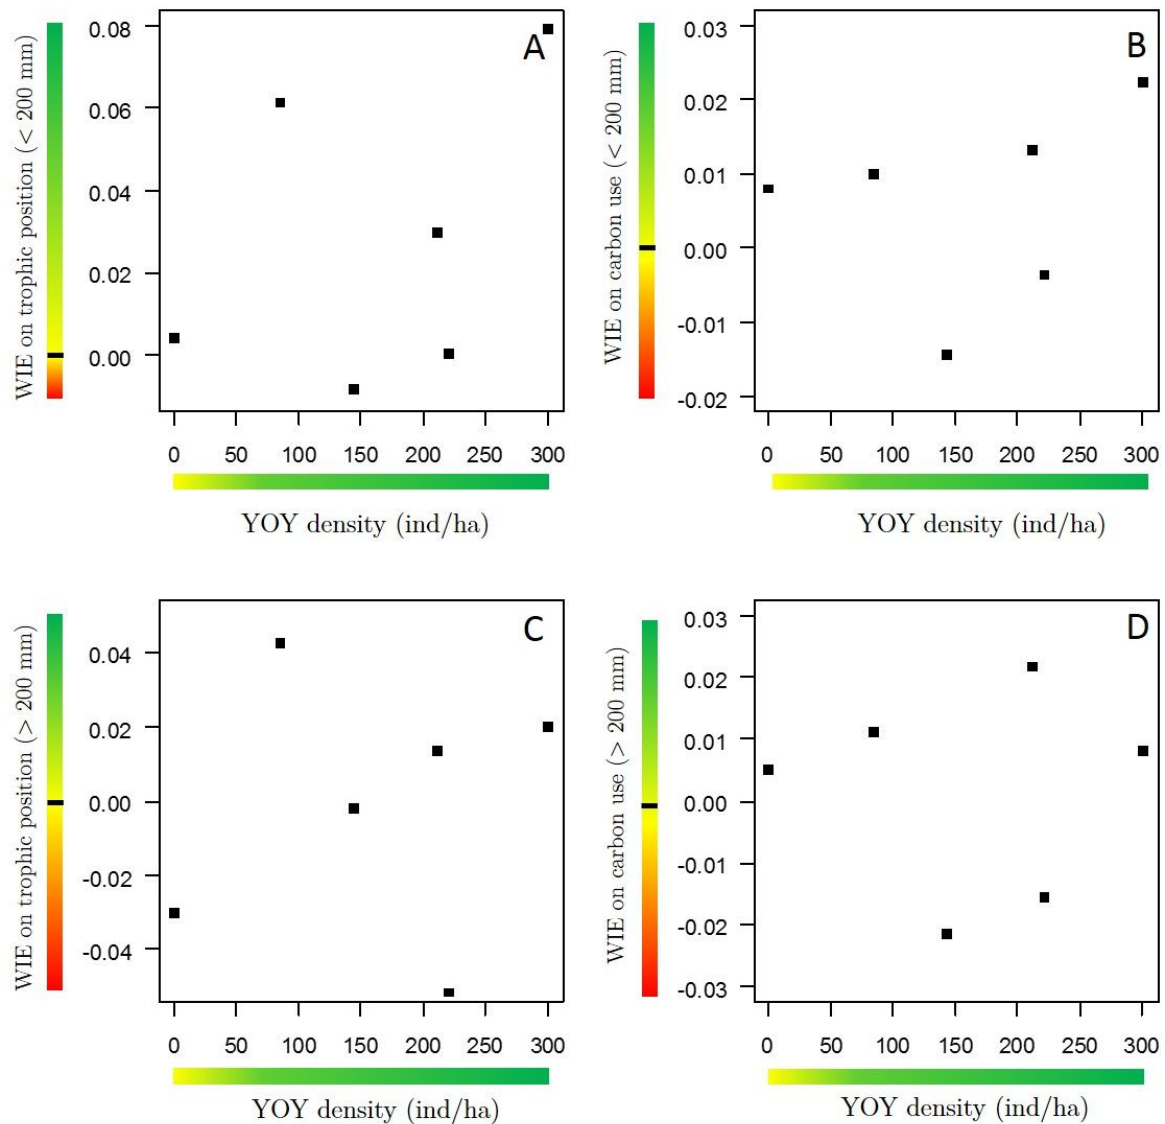 A
WIE on trophic position (< 200 mm)
0.08
0.06
0.04
0.02
0.00
0 50 100 150 200 250 300
YOY density (ind/ha)
B
WIE on carbon use (< 200 mm)
0.03
0.02
0.01
0.00
-0.01
-0.02
0 50 100 150 200 250 300
YOY density (ind/ha)
C
WIE on trophic position (> 200 mm)
0.04
0.02
0.00
-0.02
-0.04
0 50 100 150 200 250 300
YOY density (ind/ha)
D
WIE on carbon use (> 200 mm)
0.03
0.02
0.01
0.00
-0.01
-0.02
-0.03
0 50 100 150 200 250 300
YOY density (ind/ha)